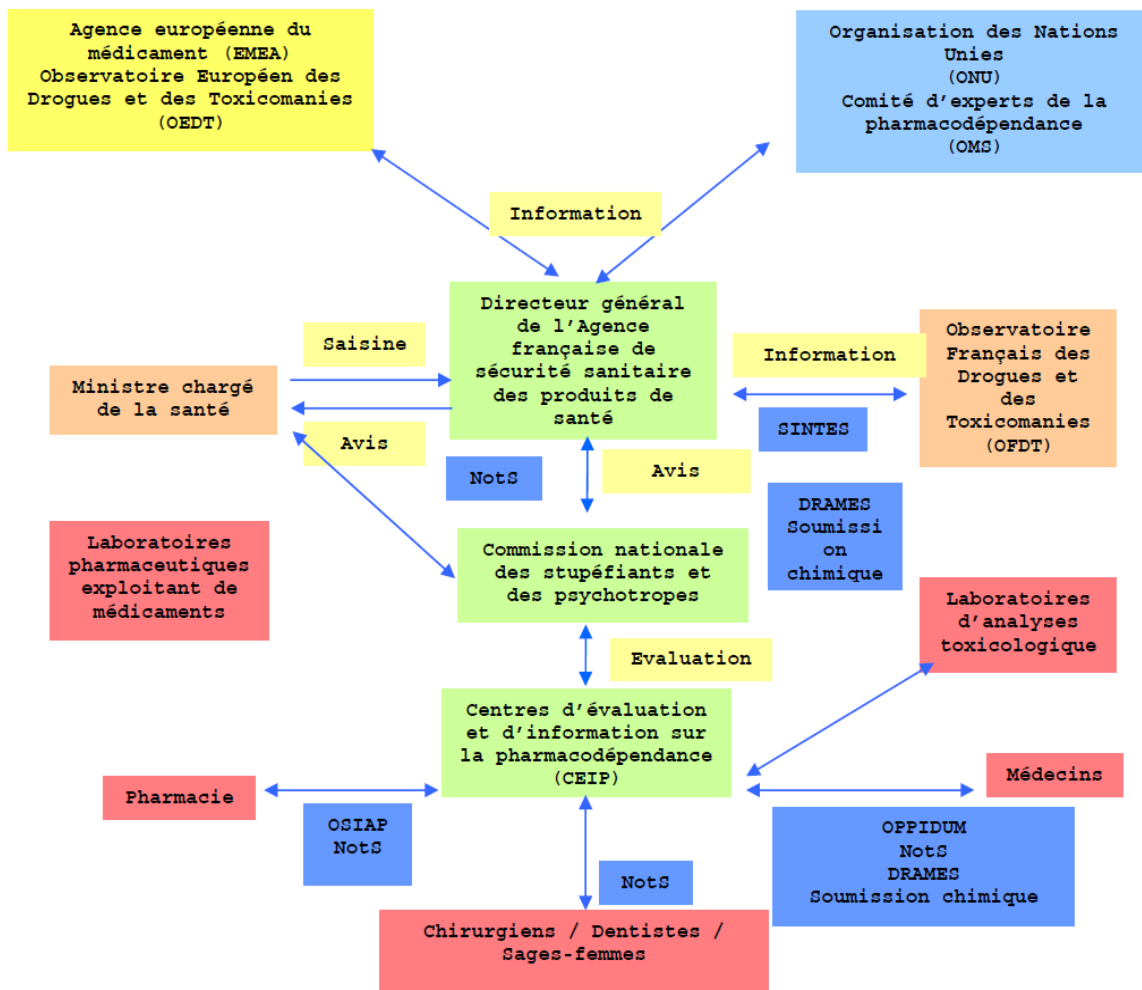 Agence européenne du
médicament (EMEA)
Observatoire Européen des
Drogues et des Toxicomanies
(OEDT)
Organisation des Nations
Unies
(ONU)
Comité d’experts de la
pharmacodépendance
(OMS)
Information
Directeur général
de l’Agence
française de
sécurité sanitaire
des produits de
santé
Saisine
Ministre chargé
de la santé
Avis
Information
SINTES
Observatoire
Français des
Drogues et
des
Toxicomanies
(OFDT)
NotS
Avis
DRAMES
Soumissi
on
chimique
Laboratoires
pharmaceutiques
exploitant de
médicaments
Commission nationale
des stupéfiants et
des psychotropes
Laboratoires
d’analyses
toxicologique
Evaluation
Centres d’évaluation
et d’information sur
la pharmacodépendance
(CEIP)
Pharmacie
Médecins
OSIAP
NotS
NotS
OPPIDUM
NotS
DRAMES
Soumission chimique
Chirurgiens / Dentistes /
Sages-femmes